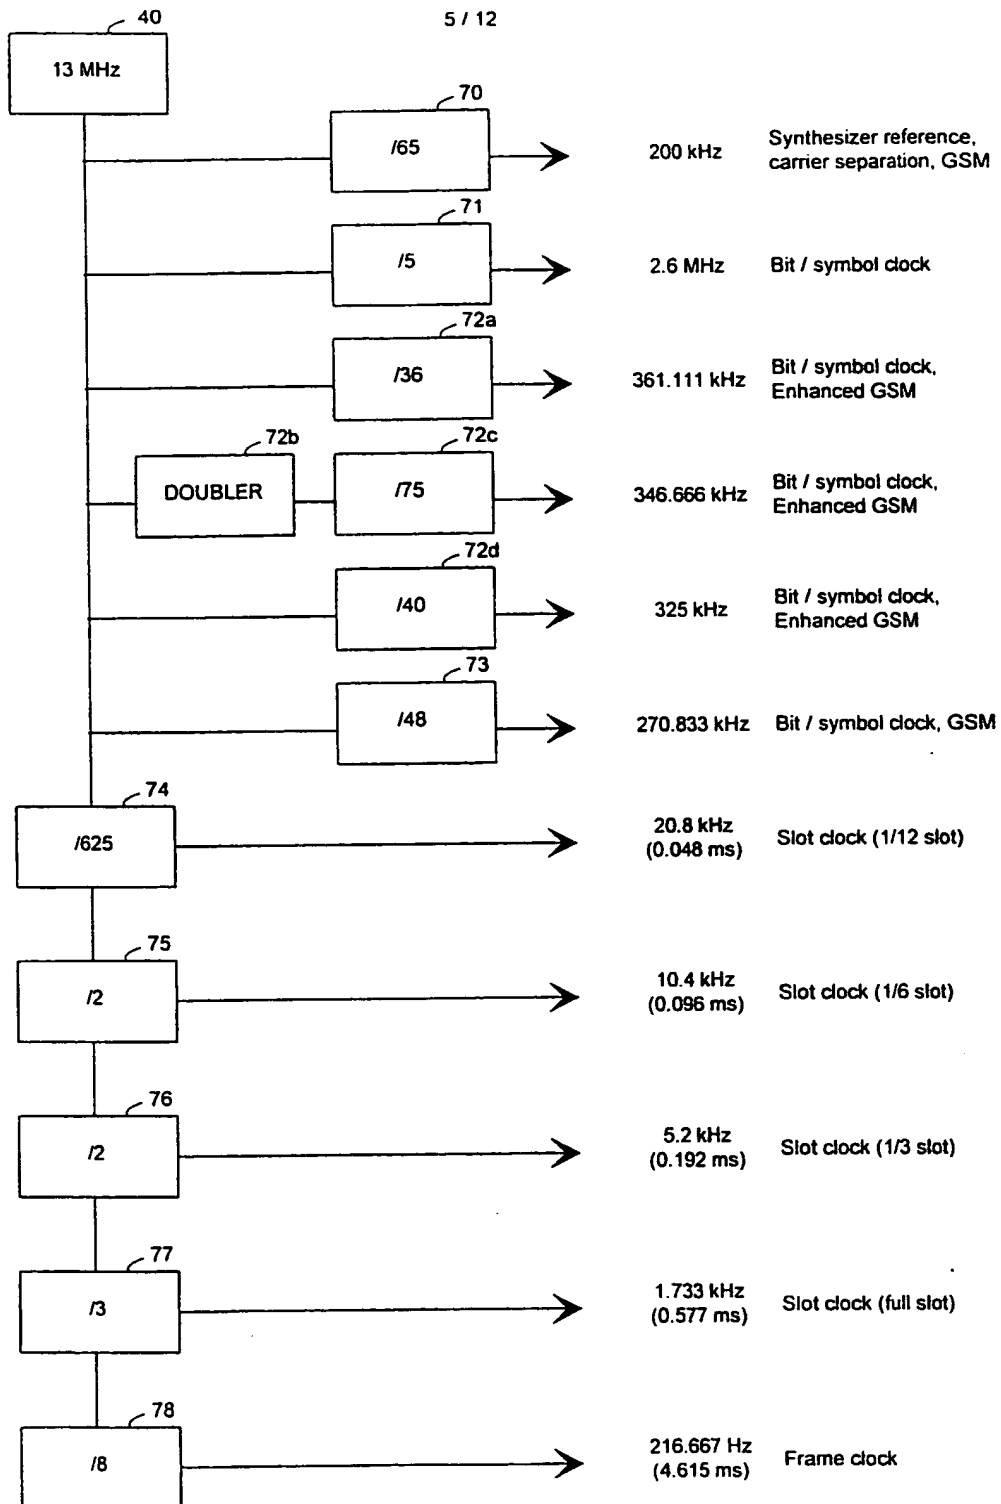 5 / 12
40
13 MHz
70
/65
200 kHz
Synthesizer reference,
carrier separation, GSM
71
/5
2.6 MHz
Bit / symbol clock
72a
/36
361.111 kHz
Bit / symbol clock,
Enhanced GSM
72b
DOUBLER
72c
/75
346.666 kHz
Bit / symbol clock,
Enhanced GSM
72d
/40
325 kHz
Bit / symbol clock,
Enhanced GSM
73
/48
270.833 kHz
Bit / symbol clock, GSM
74
/625
20.8 kHz
(0.048 ms)
Slot clock (1/12 slot)
75
/2
10.4 kHz
(0.096 ms)
Slot clock (1/6 slot)
76
/2
5.2 kHz
(0.192 ms)
Slot clock (1/3 slot)
77
/3
1.733 kHz
(0.577 ms)
Slot clock (full slot)
78
/8
216.667 Hz
(4.615 ms)
Frame clock